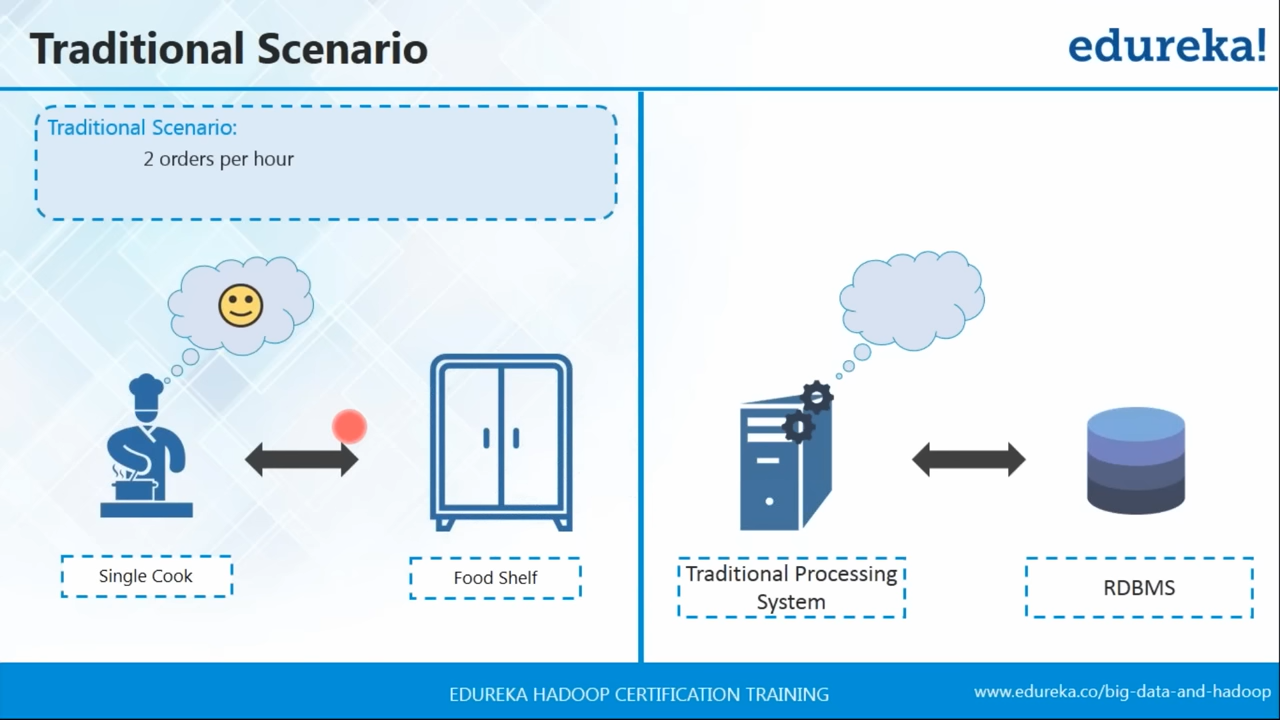 Traditional Scenario
edureka!
Traditional Scenario:
2 orders per hour
Single Cook
Food Shelf
Traditional Processing
System
RDBMS
EDUREKA HADOOP CERTIFICATION TRAINING
www.edureka.co/big-data-and-hadoop